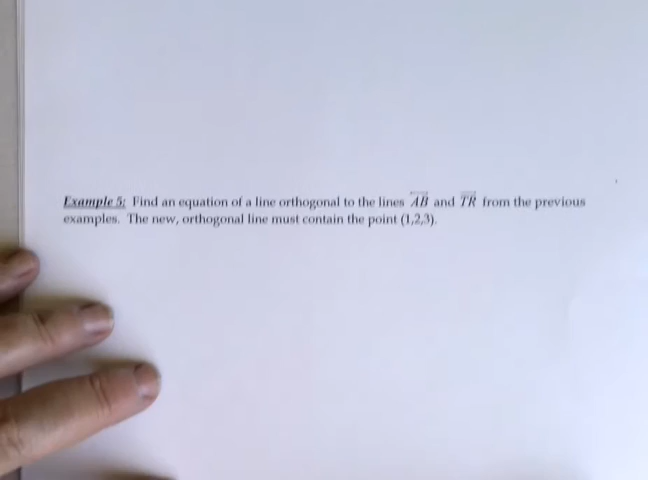 Example 5: Find an equation of a line orthogonal to the lines AB and TR from the previous
examples. The new, orthogonal line must contain the point (1,2,3).